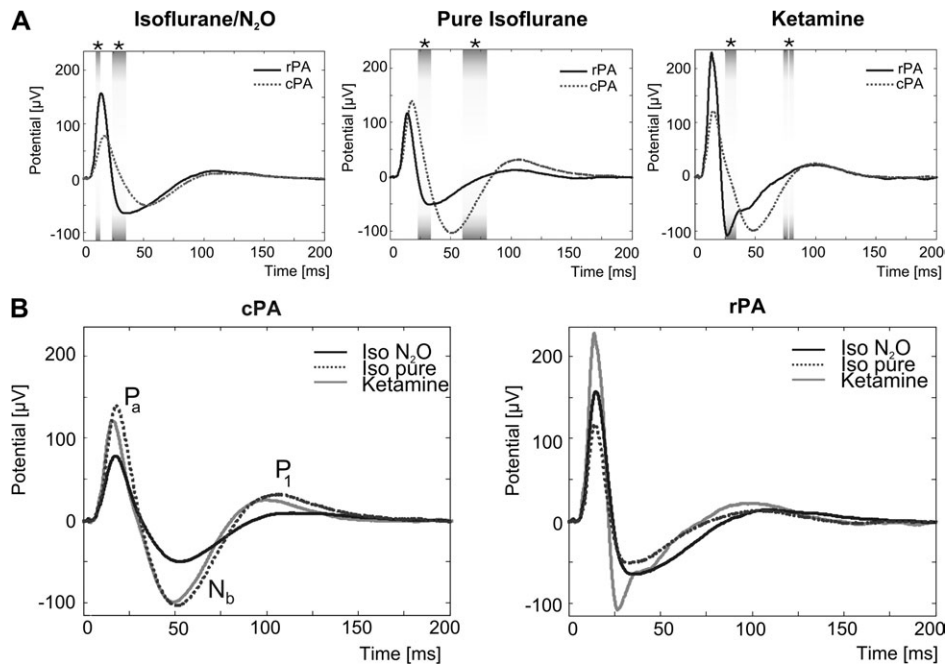 A
Isoflurane/N₂O
Pure Isoflurane
Ketamine
* *
* *
* *
Potential [µV]
200
100
0
-100
rPA
cPA
0 50 100 150 200
Time [ms]
Potential [µV]
200
100
0
-100
rPA
cPA
0 50 100 150 200
Time [ms]
Potential [µV]
200
100
0
-100
rPA
cPA
0 50 100 150 200
Time [ms]
B
cPA
Potential [µV]
200
100
0
-100
Iso N₂O
Iso pure
Ketamine
Pa
P1
Nb
0 50 100 150 200
Time [ms]
rPA
Potential [µV]
200
100
0
-100
Iso N₂O
Iso pure
Ketamine
0 50 100 150 200
Time [ms]